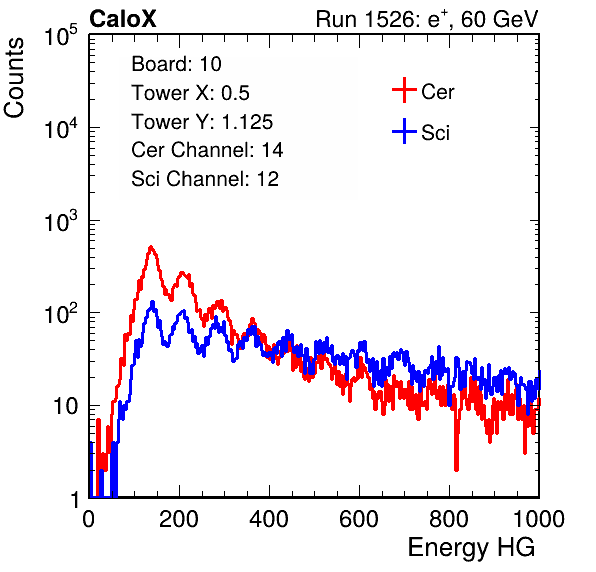 CaloX Run 1526: e⁺, 60 GeV
Board: 10
Tower X: 0.5
Tower Y: 1.125
Cer Channel: 14
Sci Channel: 12
Cer
Sci
Counts
10⁵
10⁴
10³
10²
10
1
0 200 400 600 800 1000
Energy HG